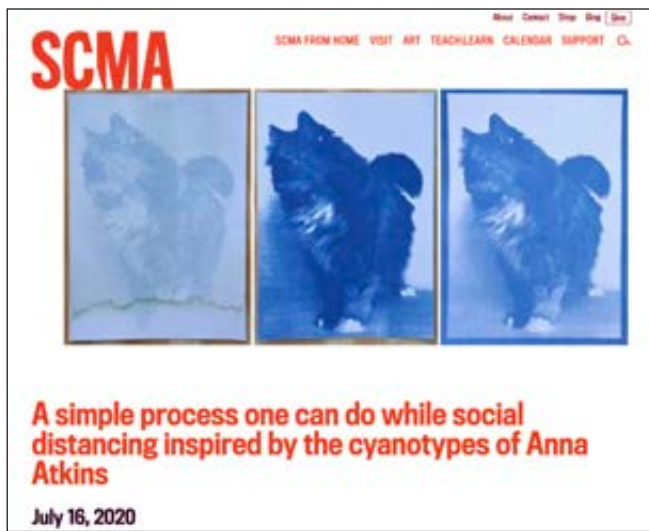 About Contact Shop Blog Give
SCMA
SCMA FROM HOME VISIT ART TEACH/LEARN CALENDAR SUPPORT
A simple process one can do while social
distancing inspired by the cyanotypes of Anna
Atkins
July 16, 2020